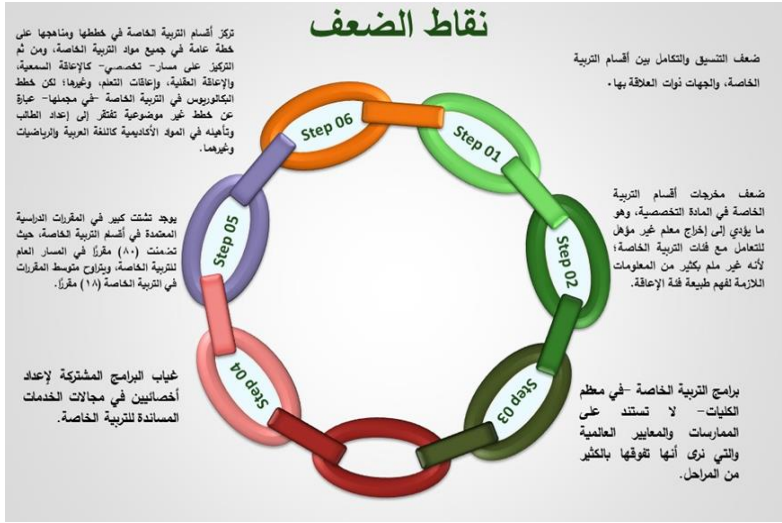 نقاط الضعف
ضعف التنسيق والتكامل بين أقسام التربية
الخاصة، والجهات ذوات العلاقة بها.
Step 01
ضعف مخرجات أقسام التربية
الخاصة في المادة التخصصية، وهو
ما يؤدي إلى إخراج معلم غير مؤهل
للتعامل مع فئات التربية الخاصة؛
لأنه غير ملم بكثير من المعلومات
اللازمة لفهم طبيعة فئة الإعاقة.
Step 02
برامج التربية الخاصة –في معظم
الكليات– لا تستند على
الممارسات والمعايير العالمية
والتي نرى أنها تفوقها بالكثير
من المراحل.
Step 03
غياب البرامج المشتركة لإعداد
أخصائيين في مجالات الخدمات
المساندة للتربية الخاصة.
Step 04
يوجد تشتت كبير في المقررات الدراسية
المعتمدة في أقسام التربية الخاصة، حيث
تضمنت (٨٠) مقررًا في المسار العام
للتربية الخاصة، ويتراوح متوسط المقررات
في التربية الخاصة (١٨) مقررًا.
Step 05
تركز أقسام التربية الخاصة في خططها ومناهجها على
خطة عامة في جميع مواد التربية الخاصة، ومن ثم
التركيز على مسار– تخصصي– كالإعاقة السمعية،
والإعاقة العقلية، وإعاقات التعلم، وغيرها؛ لكن خطط
البكالوريوس في التربية الخاصة –في مجملها– عبارة
عن خطط غير موضوعية تفتقر إلى إعداد الطالب
وتأهيله في المواد الأكاديمية كاللغة العربية والرياضيات
وغيرهما.
Step 06